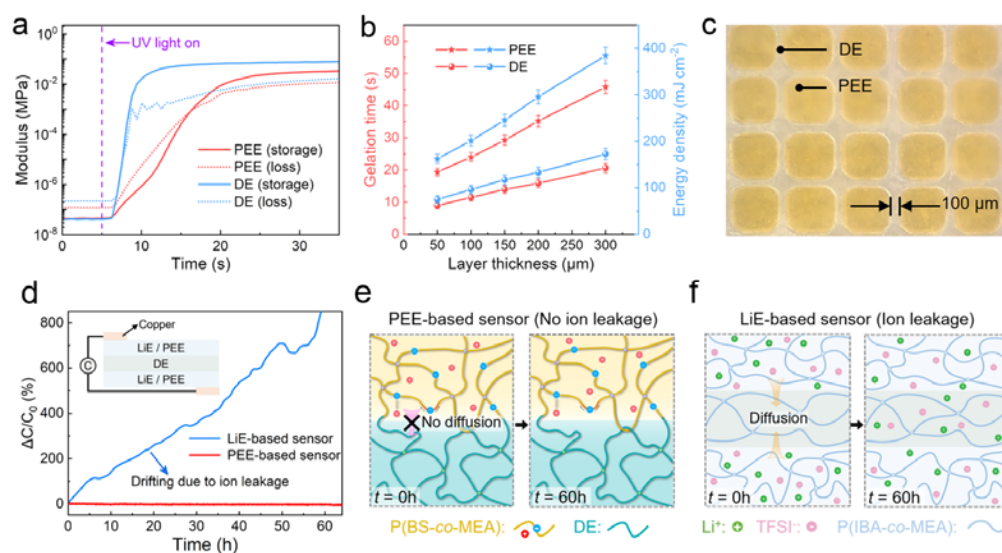 a
10²
10⁰
10⁻²
10⁻⁴
10⁻⁶
10⁻⁸
Modulus (MPa)
UV light on
PEE (storage)
PEE (loss)
DE (storage)
DE (loss)
0 10 20 30
Time (s)
b
60
50
40
30
20
10
0
Gelation time (s)
PEE
DE
400
300
200
100
0
Energy density (mJ cm⁻²)
0 50 100 150 200 250 300 350
Layer thickness (µm)
c
DE
PEE
100 µm
d
800
600
400
200
0
ΔC/C₀ (%)
Copper
C
LiE / PEE
DE
LiE / PEE
LiE-based sensor
PEE-based sensor
Drifting due to ion leakage
0 10 20 30 40 50 60
Time (h)
e
PEE-based sensor (No ion leakage)
No diffusion
t = 0h
t = 60h
P(BS-co-MEA):
DE:
f
LiE-based sensor (Ion leakage)
Diffusion
t = 0h
t = 60h
Li⁺: TFSI⁻: P(IBA-co-MEA):